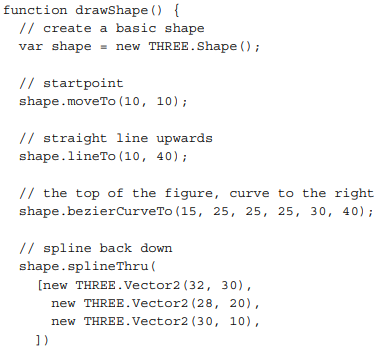 function drawShape() {
  // create a basic shape
  var shape = new THREE.Shape();

  // startpoint
  shape.moveTo(10, 10);

  // straight line upwards
  shape.lineTo(10, 40);

  // the top of the figure, curve to the right
  shape.bezierCurveTo(15, 25, 25, 25, 30, 40);

  // spline back down
  shape.splineThru(
    [new THREE.Vector2(32, 30),
      new THREE.Vector2(28, 20),
      new THREE.Vector2(30, 10),
    ])